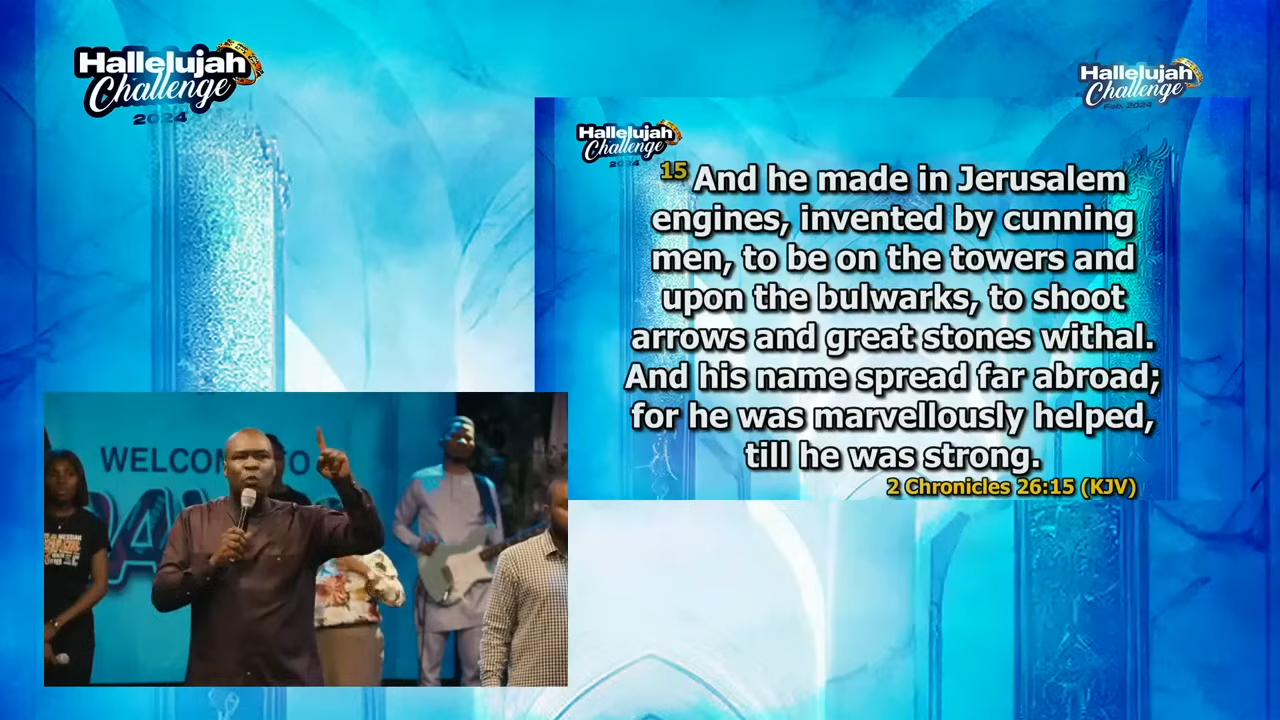 Hallelujah
Challenge
2024
Hallelujah
Challenge
Feb. 2024
Hallelujah
Challenge
2024
15 And he made in Jerusalem
engines, invented by cunning
men, to be on the towers and
upon the bulwarks, to shoot
arrows and great stones withal.
And his name spread far abroad;
for he was marvellously helped,
till he was strong.
2 Chronicles 26:15 (KJV)
WELCOM TO